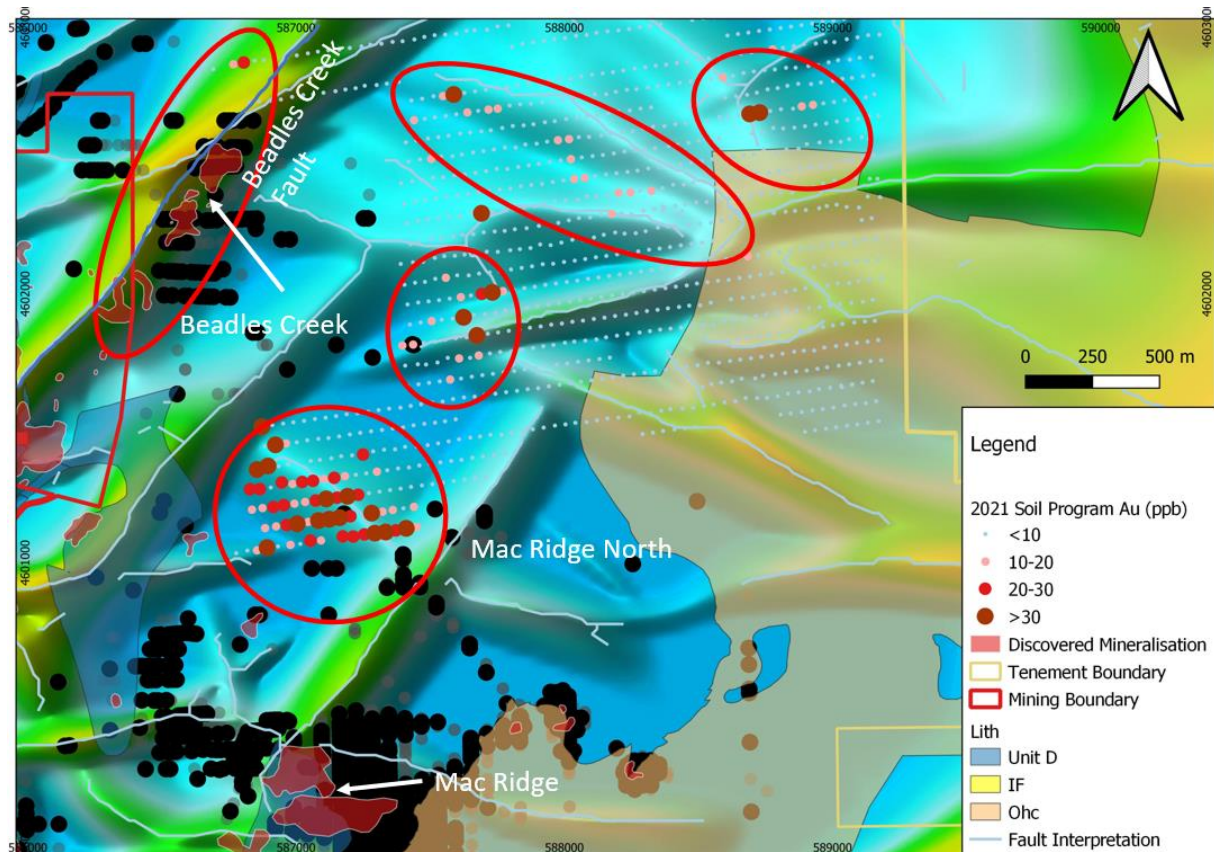 587000
588000
589000
590000
4603000
Beadles Creek
Fault
Beadles Creek
4602000
4602000
0 250 500 m
Mac Ridge North
4601000
4601000
Mac Ridge
587000
588000
589000
Legend
2021 Soil Program Au (ppb)
<10
10-20
20-30
>30
Discovered Mineralisation
Tenement Boundary
Mining Boundary
Lith
Unit D
IF
Ohc
Fault Interpretation